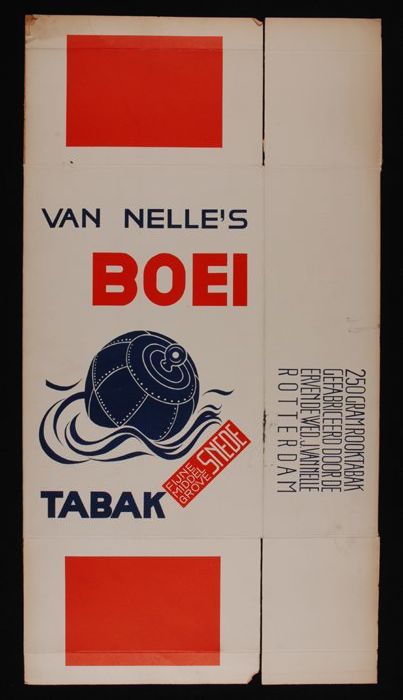 VAN NELLE'S
BOEI
TABAK
FIJNE
MIDDEL
GROVE
SNEDE
250 GRAM ROOKTABAK
GEFABRICEERD DOOR DE
ERVEN DE WED. J. VAN NELLE
ROTTERDAM